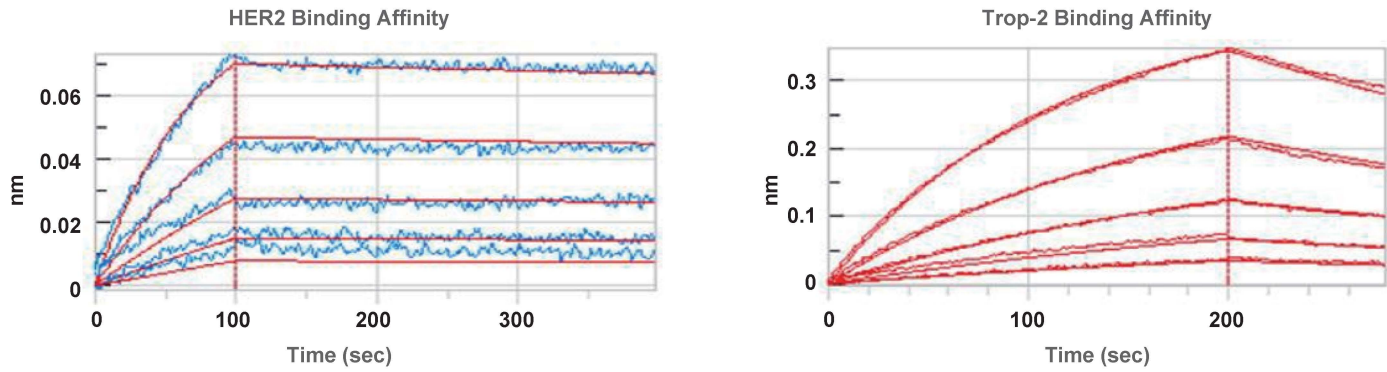 HER2 Binding Affinity
nm
0.06
0.04
0.02
0
0 100 200 300
Time (sec)
Trop-2 Binding Affinity
nm
0.3
0.2
0.1
0
0 100 200
Time (sec)